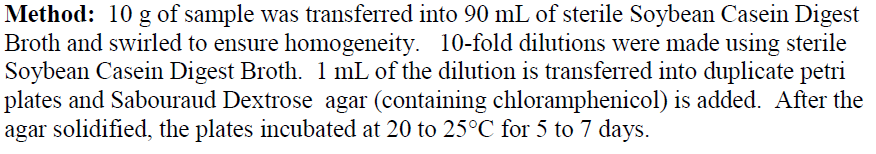 Method:  10 g of sample was transferred into 90 mL of sterile Soybean Casein Digest
Broth and swirled to ensure homogeneity.   10-fold dilutions were made using sterile
Soybean Casein Digest Broth.  1 mL of the dilution is transferred into duplicate petri
plates and Sabouraud Dextrose  agar (containing chloramphenicol) is added.  After the
agar solidified, the plates incubated at 20 to 25°C for 5 to 7 days.